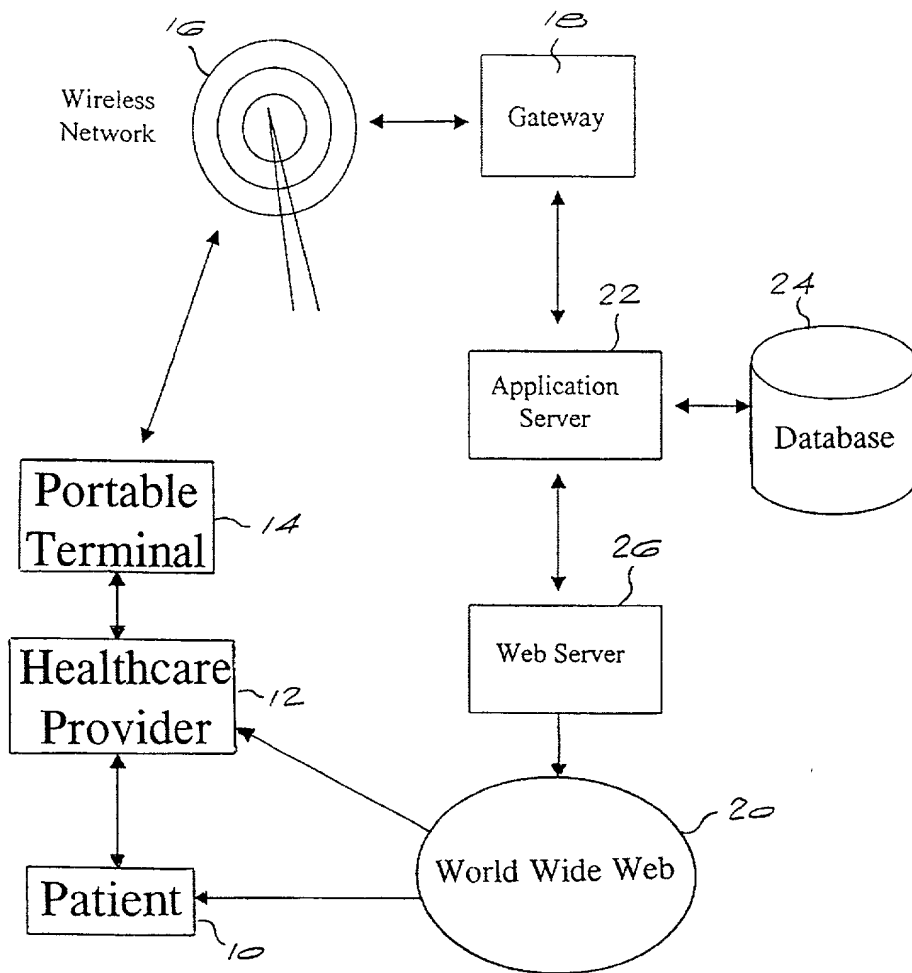 16
18
Wireless
Network
Gateway
22
24
Application
Server
Database
Portable
Terminal
14
26
Web Server
Healthcare
Provider
12
20
World Wide Web
Patient
10